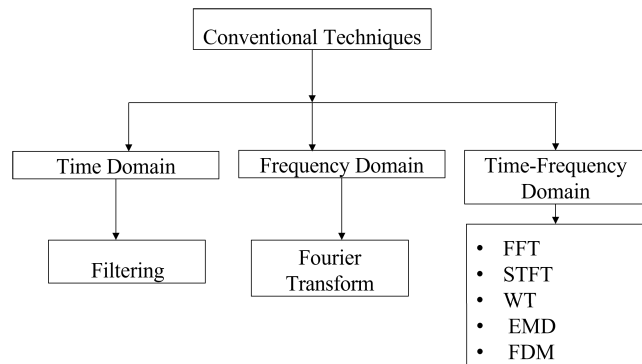 Conventional Techniques
Time Domain
Frequency Domain
Time-Frequency
Domain
Filtering
Fourier
Transform
• FFT
• STFT
• WT
• EMD
• FDM